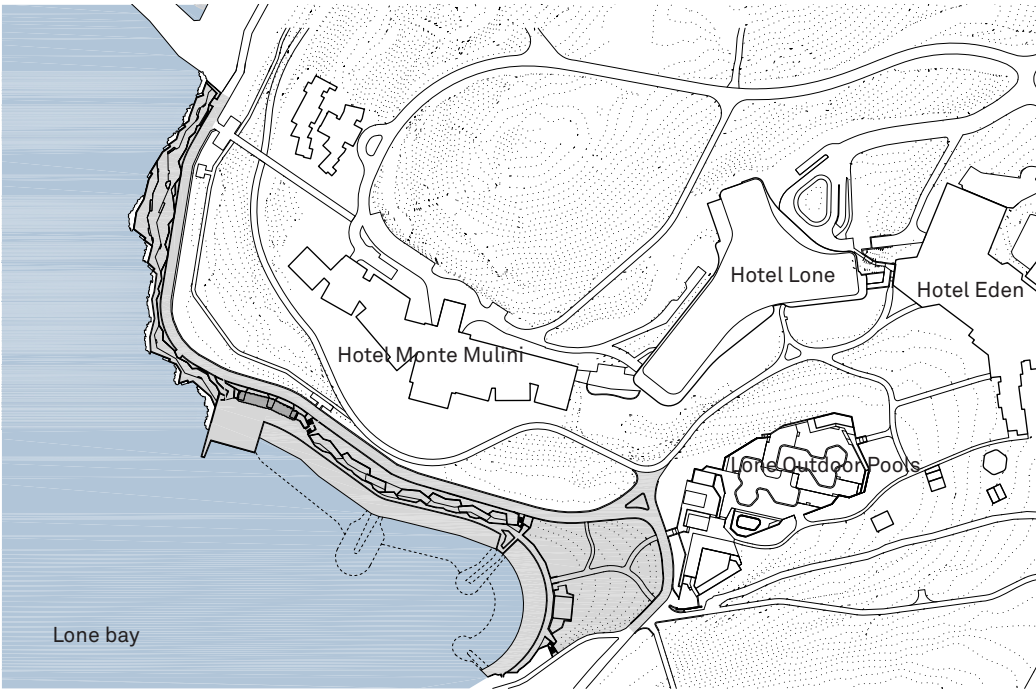 Hotel Lone
Hotel Eden
Hotel Monte Mulini
Lone Outdoor Pools
Lone bay